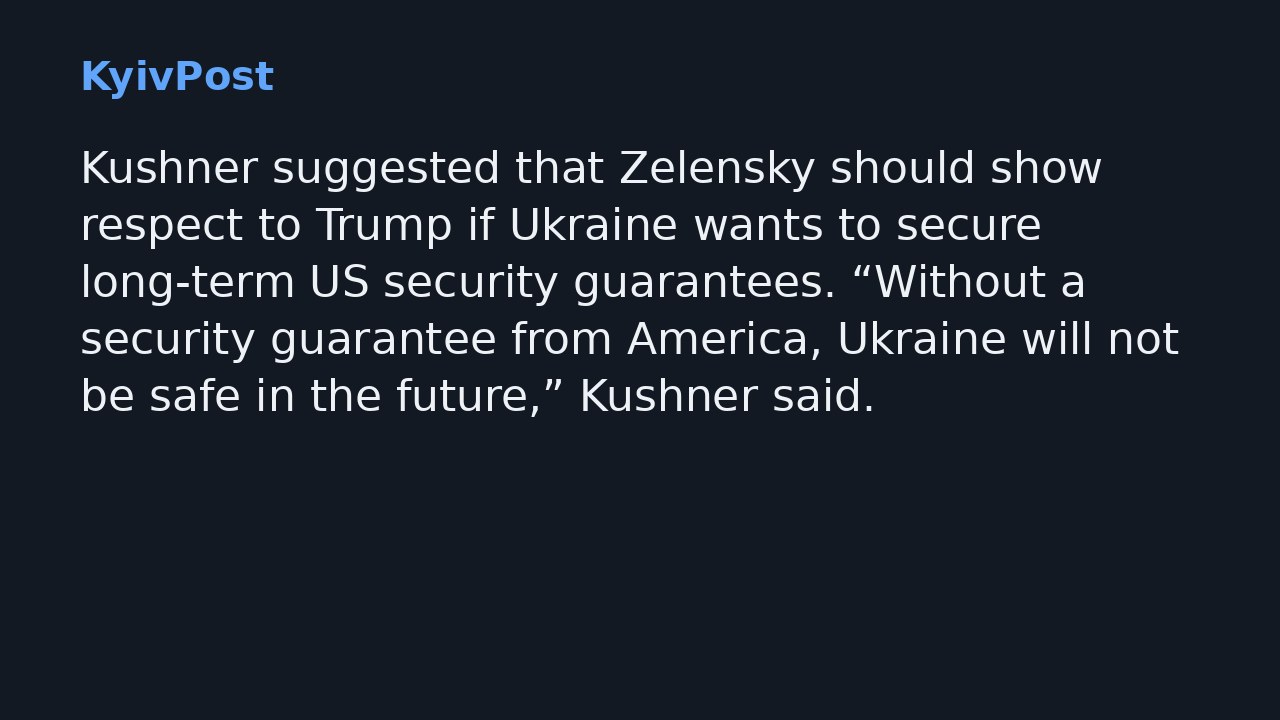 KyivPost
Kushner suggested that Zelensky should show
respect to Trump if Ukraine wants to secure
long-term US security guarantees. “Without a
security guarantee from America, Ukraine will not
be safe in the future,” Kushner said.